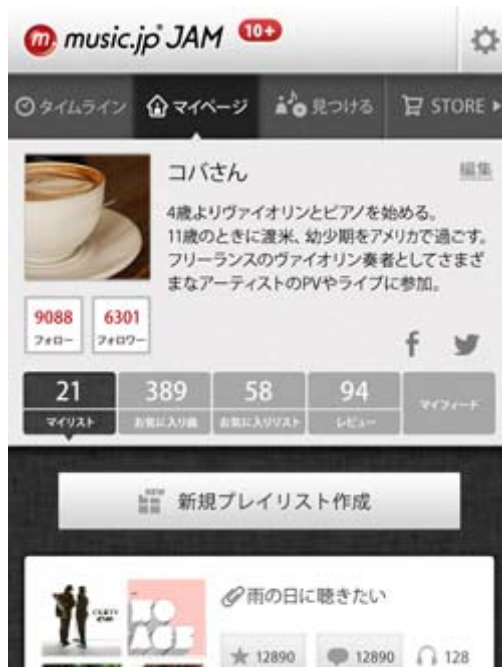 m. music.jp JAM 10+
タイムライン マイページ 見つける STORE
コバさん 編集
4歳よりヴァイオリンとピアノを始める。
11歳のときに渡米、幼少期をアメリカで過ごす。
フリーランスのヴァイオリン奏者としてさまざ
まなアーティストのPVやライブに参加。
9088 6301
フォロー フォロワー
21 389 58 94
マイリスト お気に入り曲 お気に入りリスト レビュー マイフィード
NEW 新規プレイリスト作成
雨の日に聴きたい
12890 12890 128